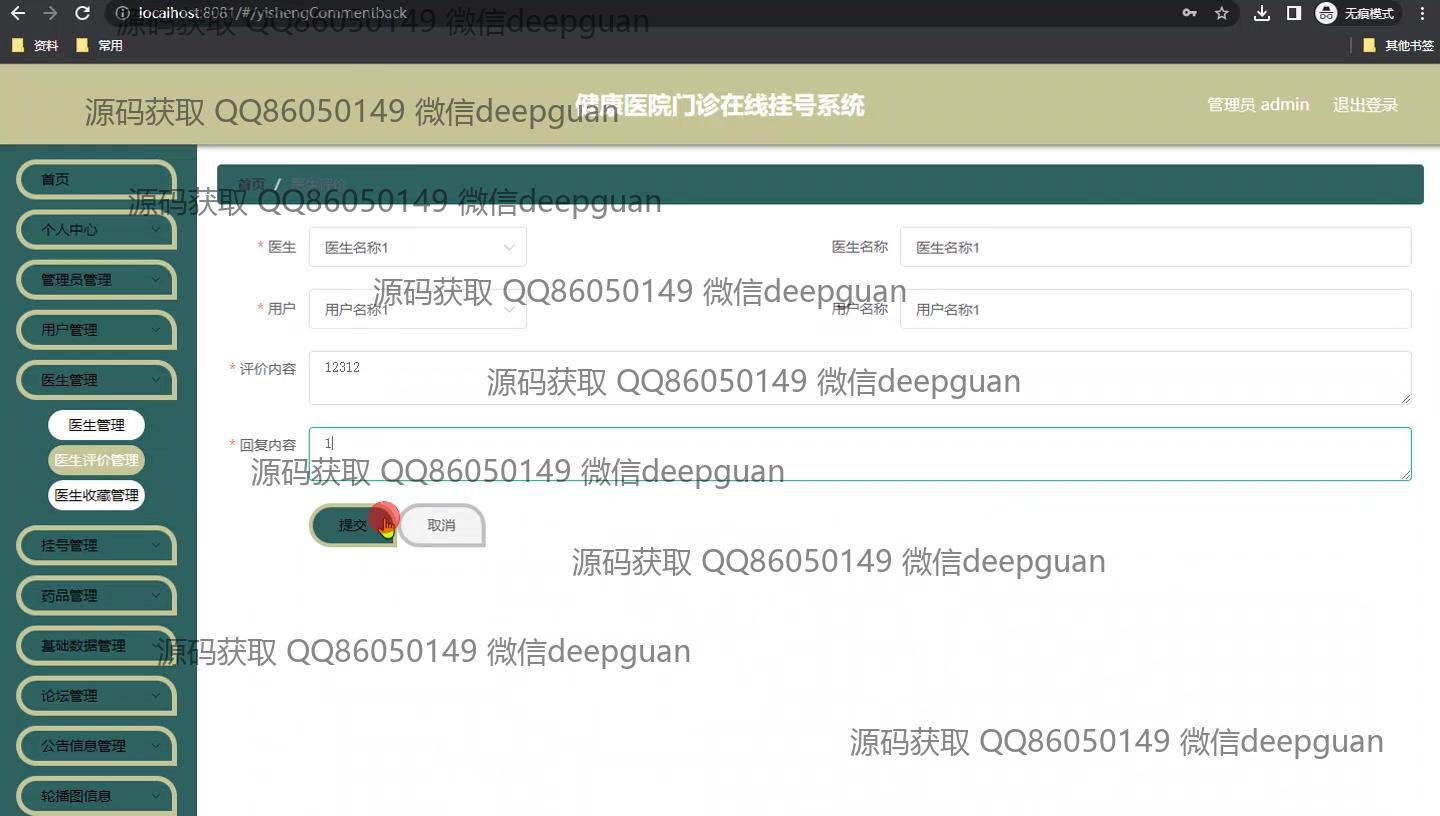 localhost:8081/#/yishengCommentback
无痕模式
源码获取 QQ86050149 微信deepguan
资料 常用 其他书签
源码获取 QQ86050149 微信deepguan
健康医院门诊在线挂号系统
管理员 admin 退出登录
首页
首页 / 医生评价
源码获取 QQ86050149 微信deepguan
个人中心
* 医生 医生名称1 医生名称 医生名称1
管理员管理
源码获取 QQ86050149 微信deepguan
* 用户 用户名称1 用户名称 用户名称1
用户管理
* 评价内容 12312
医生管理
源码获取 QQ86050149 微信deepguan
医生管理
* 回复内容 1
医生评价管理
源码获取 QQ86050149 微信deepguan
医生收藏管理
提交 取消
挂号管理
源码获取 QQ86050149 微信deepguan
药品管理
基础数据管理
源码获取 QQ86050149 微信deepguan
论坛管理
公告信息管理
源码获取 QQ86050149 微信deepguan
轮播图信息